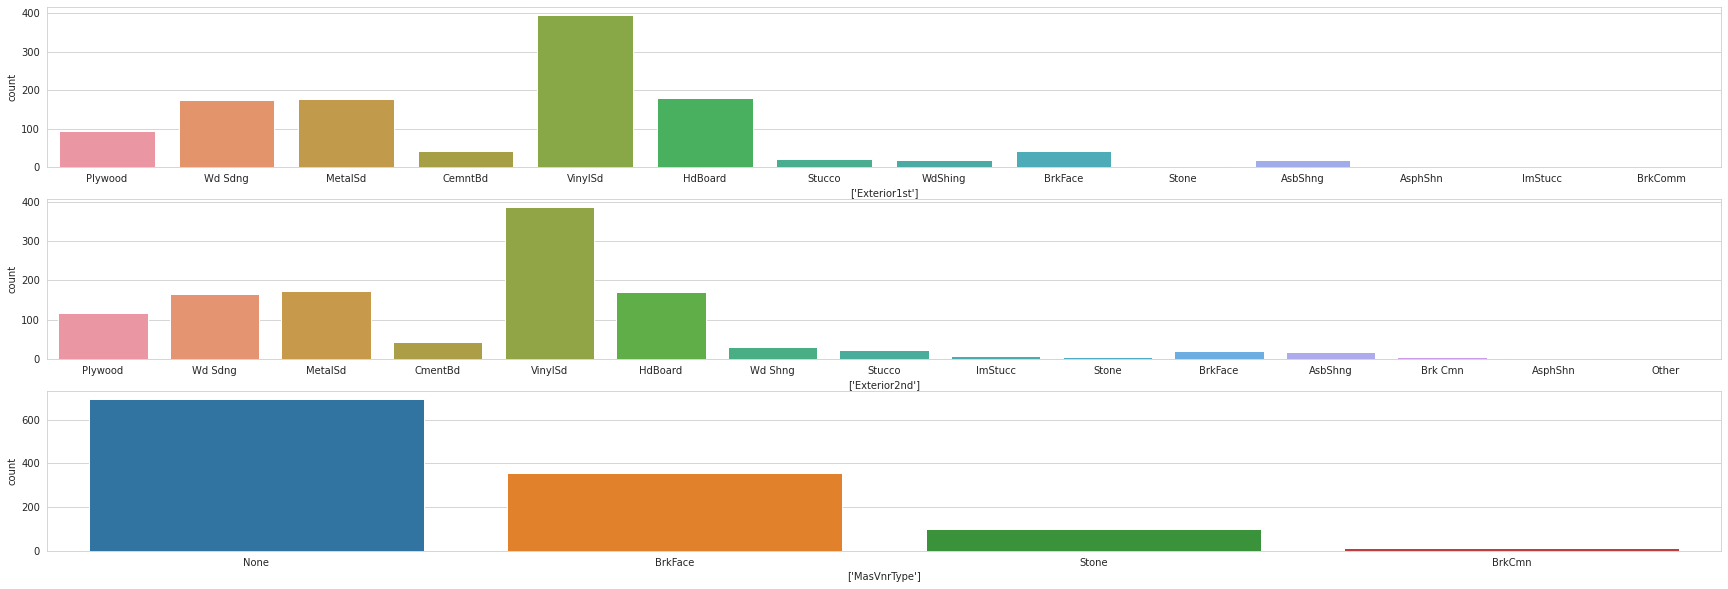 400
300
200
100
0
count
Plywood Wd Sdng MetalSd CemntBd VinylSd HdBoard Stucco WdShing BrkFace Stone AsbShng AsphShn ImStucc BrkComm
['Exterior1st']
400
300
200
100
0
count
Plywood Wd Sdng MetalSd CmentBd VinylSd HdBoard Wd Shng Stucco ImStucc Stone BrkFace AsbShng Brk Cmn AsphShn Other
['Exterior2nd']
600
400
200
0
count
None BrkFace Stone BrkCmn
['MasVnrType']